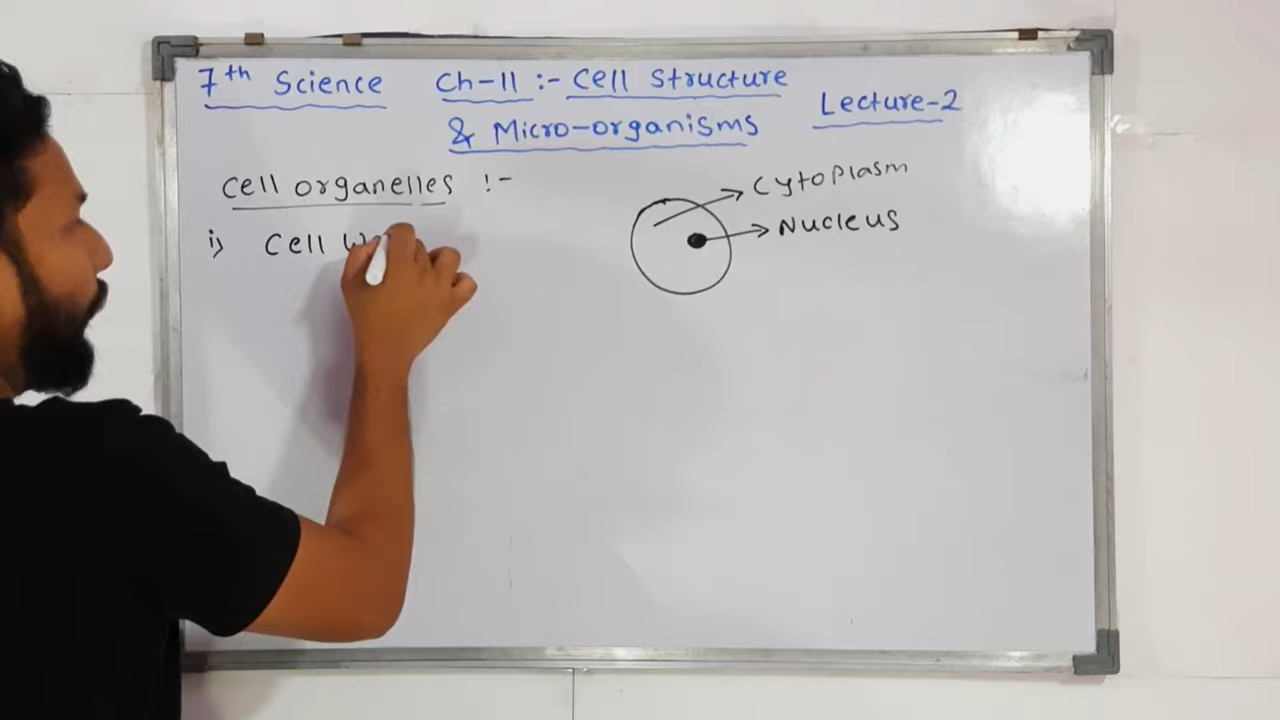 7th Science Ch-11 :- Cell Structure
& Micro-organisms Lecture-2
Cell organelles :-
Cytoplasm
Nucleus
i) Cell